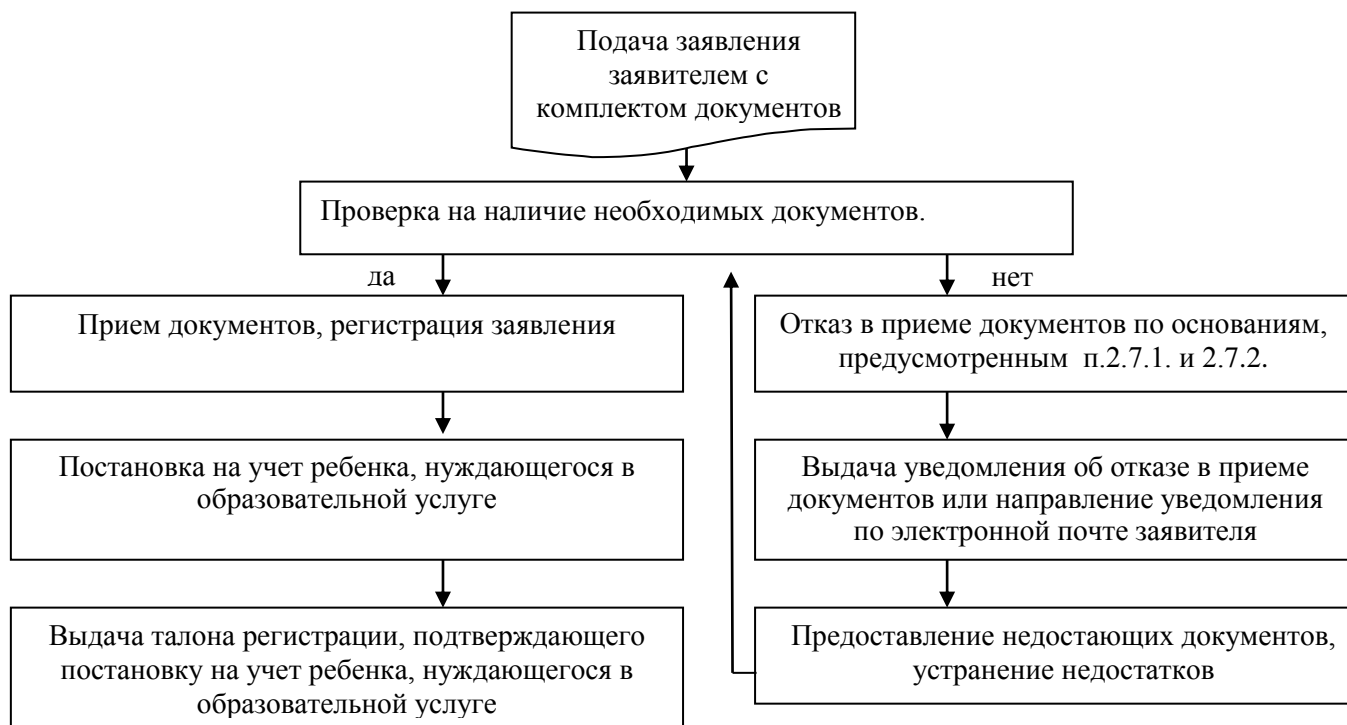 Подача заявления
заявителем с
комплектом документов
Проверка на наличие необходимых документов.
да
нет
Прием документов, регистрация заявления
Отказ в приеме документов по основаниям,
предусмотренным п.2.7.1. и 2.7.2.
Постановка на учет ребенка, нуждающегося в
образовательной услуге
Выдача уведомления об отказе в приеме
документов или направление уведомления
по электронной почте заявителя
Выдача талона регистрации, подтверждающего
постановку на учет ребенка, нуждающегося в
образовательной услуге
Предоставление недостающих документов,
устранение недостатков